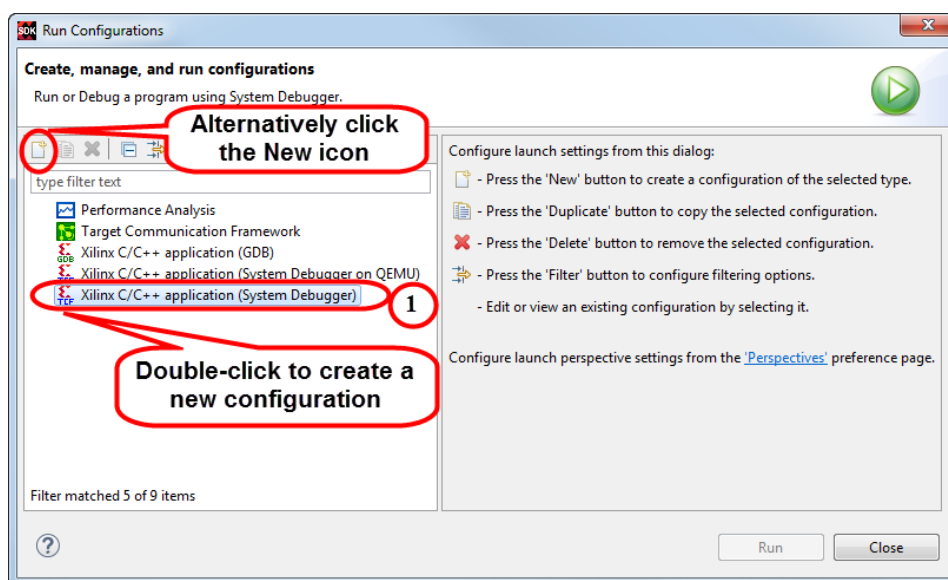 SDK Run Configurations
Create, manage, and run configurations
Run or Debug a program using System Debugger.
Alternatively click
the New icon
type filter text
Performance Analysis
Target Communication Framework
GDB Xilinx C/C++ application (GDB)
Xilinx C/C++ application (System Debugger on QEMU)
TCF Xilinx C/C++ application (System Debugger)
1
Double-click to create a
new configuration
Filter matched 5 of 9 items
Configure launch settings from this dialog:
- Press the 'New' button to create a configuration of the selected type.
- Press the 'Duplicate' button to copy the selected configuration.
- Press the 'Delete' button to remove the selected configuration.
- Press the 'Filter' button to configure filtering options.
- Edit or view an existing configuration by selecting it.
Configure launch perspective settings from the 'Perspectives' preference page.
?
Run
Close